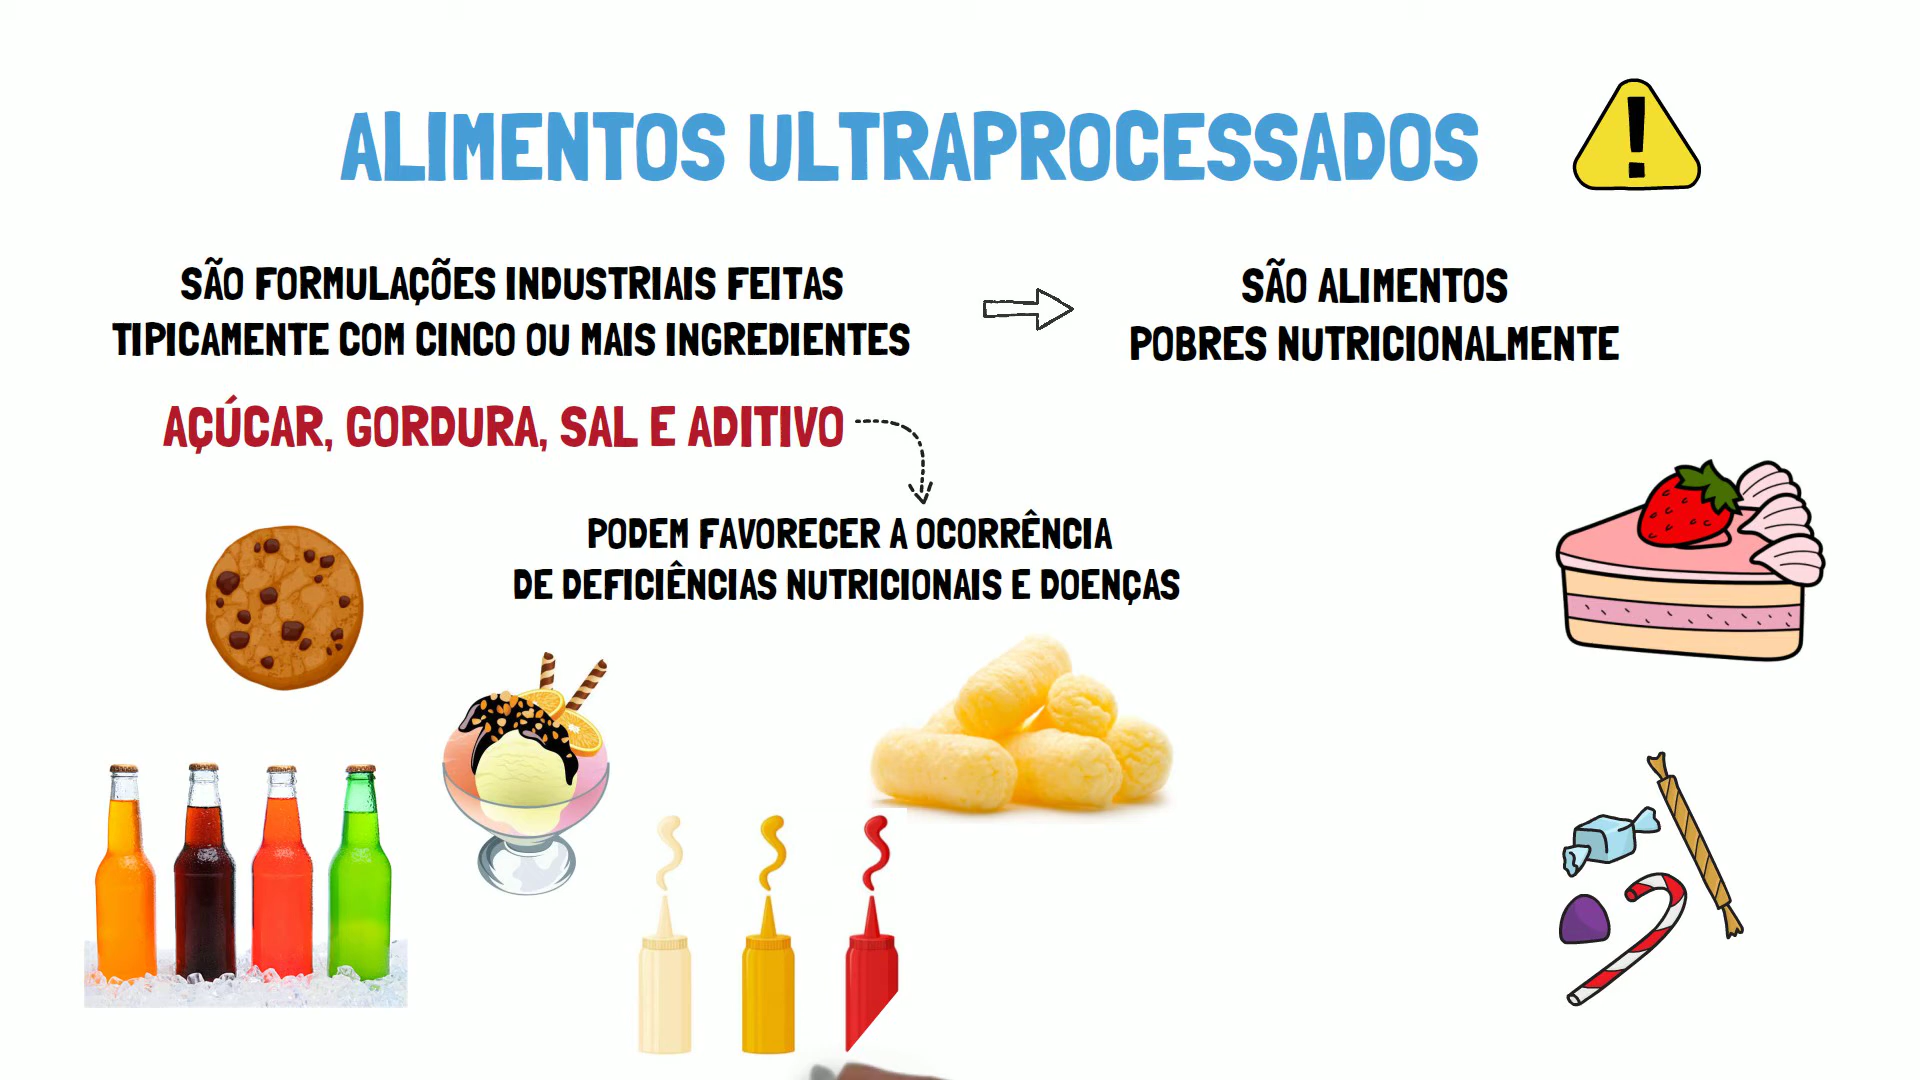 ALIMENTOS ULTRAPROCESSADOS
SÃO FORMULAÇÕES INDUSTRIAIS FEITAS
TIPICAMENTE COM CINCO OU MAIS INGREDIENTES
SÃO ALIMENTOS
POBRES NUTRICIONALMENTE
AÇÚCAR, GORDURA, SAL E ADITIVO
PODEM FAVORECER A OCORRÊNCIA
DE DEFICIÊNCIAS NUTRICIONAIS E DOENÇAS